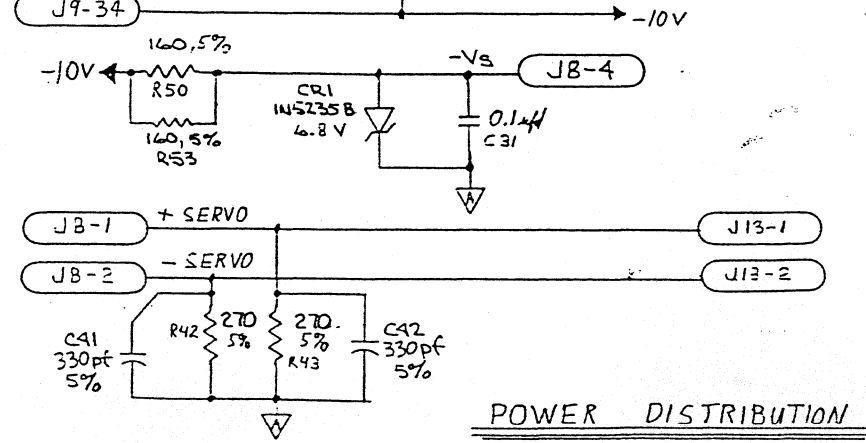 J9-34
-10V
160, 5%
-10V
R50
160, 5%
R53
CR1
1N5235B
6.8V
-Vs
J8-4
0.1μfd
C31
A
J8-1
+ SERVO
J13-1
J8-2
- SERVO
J13-2
C41
330pf
5%
R42
270
5%
270
5%
R43
C42
330pf
5%
A
POWER DISTRIBUTION